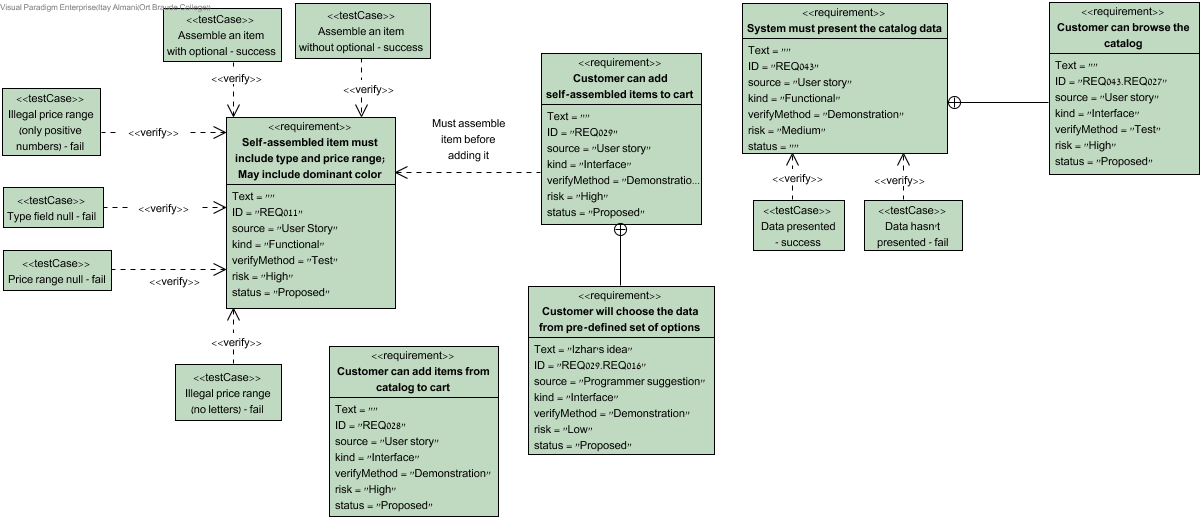 Visual Paradigm Enterprise(Itay Almani(Ort Braude College))
<<testCase>>
Assemble an item
with optional - success
<<testCase>>
Assemble an item
without optional - success
<<verify>>
<<verify>>
<<testCase>>
Illegal price range
(only positive
numbers) - fail
<<verify>>
<<testCase>>
Type field null - fail
<<verify>>
<<testCase>>
Price range null - fail
<<verify>>
<<requirement>>
Self-assembled item must
include type and price range;
May include dominant color
Text = ""
ID = "REQ011"
source = "User Story"
kind = "Functional"
verifyMethod = "Test"
risk = "High"
status = "Proposed"
<<verify>>
<<testCase>>
Illegal price range
(no letters) - fail
Must assemble
item before
adding it
<<requirement>>
Customer can add
self-assembled items to cart
Text = ""
ID = "REQ029"
source = "User story"
kind = "Interface"
verifyMethod = "Demonstratio...
risk = "High"
status = "Proposed"
<<requirement>>
Customer will choose the data
from pre-defined set of options
Text = "Izhar's idea"
ID = "REQ029.REQ016"
source = "Programmer suggestion"
kind = "Interface"
verifyMethod = "Demonstration"
risk = "Low"
status = "Proposed"
<<requirement>>
Customer can add items from
catalog to cart
Text = ""
ID = "REQ028"
source = "User story"
kind = "Interface"
verifyMethod = "Demonstration"
risk = "High"
status = "Proposed"
<<requirement>>
System must present the catalog data
Text = ""
ID = "REQ043"
source = "User story"
kind = "Functional"
verifyMethod = "Demonstration"
risk = "Medium"
status = ""
<<verify>>
<<verify>>
<<testCase>>
Data presented
- success
<<testCase>>
Data hasn't
presented - fail
<<requirement>>
Customer can browse the
catalog
Text = ""
ID = "REQ043.REQ027"
source = "User story"
kind = "Interface"
verifyMethod = "Test"
risk = "High"
status = "Proposed"